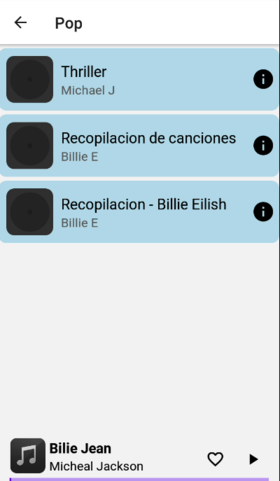 Pop
Thriller
Michael J
Recopilacion de canciones
Billie E
Recopilacion - Billie Eilish
Billie E
Bilie Jean
Micheal Jackson